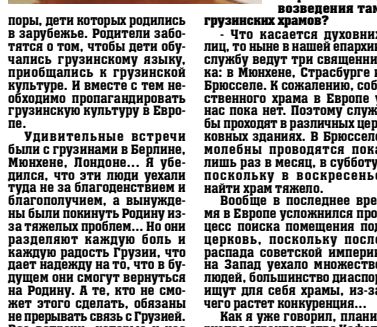 поры, дети которых родились
в зарубежье. Родители забо-
тятся о том, чтобы дети обу-
чались грузинскому языку,
приобщались к грузинской
культуре. И вместе с тем не-
обходимо пропагандировать
грузинскую культуру в Евро-
пе.
Удивительные встречи
были с грузинами в Берлине,
Мюнхене, Лондоне... Я убе-
дился, что эти люди уехали
туда не за благоденствием и
благополучием, а вынужде-
ны были покинуть Родину из-
за тяжелых проблем... Но они
разделяют каждую боль и
каждую радость Грузии, что
дает надежду на то, что в бу-
дущем они смогут вернуться
на Родину. А те, кто не смо-
жет этого сделать, обязаны
не прерывать связь с Грузией.
возведения там
грузинских храмов?
- Что касается духовных
лиц, то ныне в нашей епархии
службу ведут три священни-
ка: в Мюнхене, Страсбурге и
Брюсселе. К сожалению, соб-
ственного храма в Европе у
нас пока нет. Поэтому служ-
бы проходят в различных цер-
ковных зданиях. В Брюсселе
молебны проводятся пока
лишь раз в месяц, в субботу,
поскольку в воскресенье
найти храм тяжело.
Вообще в последнее вре-
мя в Европе усложнился про-
цесс поиска помещения под
церковь, поскольку после
распада советской империи
на Запад уехало множество
людей, большинство диаспор
ищут для себя храмы, из-за
чего растет конкуренция...
Как я уже говорил, плани-